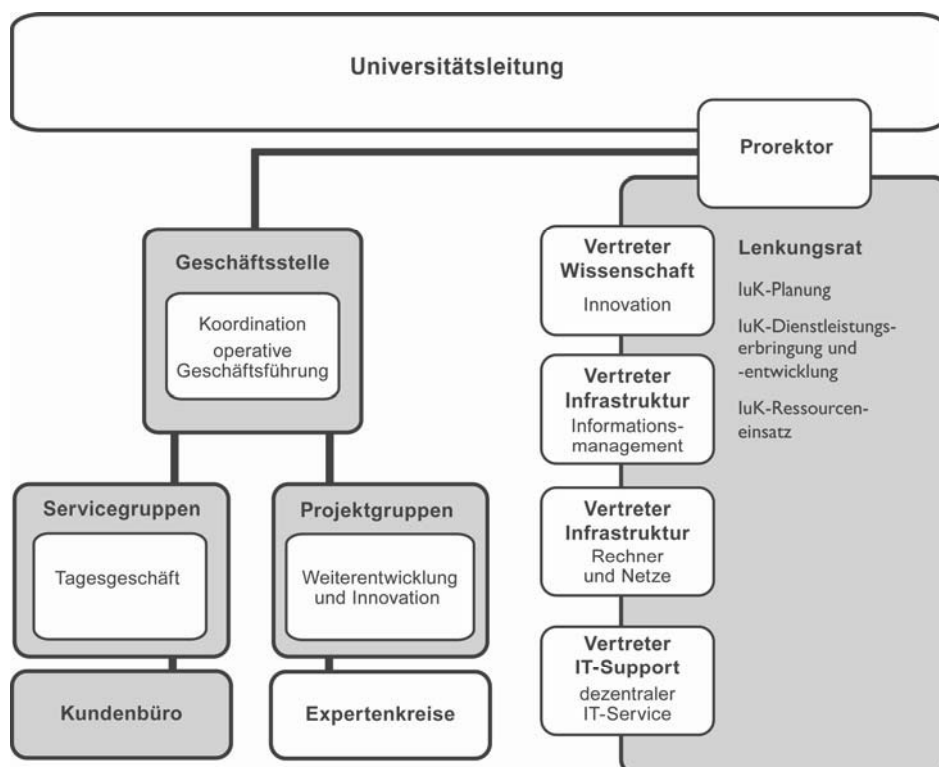 Universitätsleitung
Prorektor
Geschäftsstelle
Koordination
operative
Geschäftsführung
Servicegruppen
Tagesgeschäft
Projektgruppen
Weiterentwicklung
und Innovation
Kundenbüro
Expertenkreise
Vertreter
Wissenschaft
Innovation
Vertreter
Infrastruktur
Informations-
management
Vertreter
Infrastruktur
Rechner
und Netze
Vertreter
IT-Support
dezentraler
IT-Service
Lenkungsrat
IuK-Planung
IuK-Dienstleistungs-
erbringung und
-entwicklung
IuK-Ressourcen-
einsatz